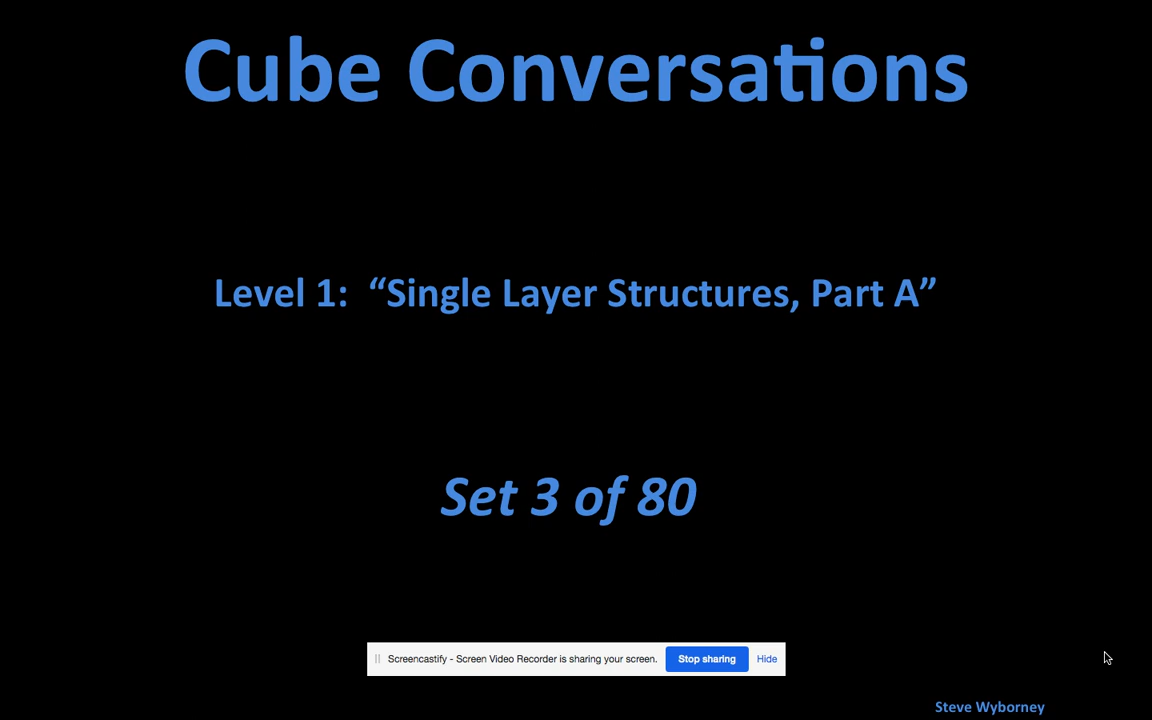 Cube Conversations
Level 1:  “Single Layer Structures, Part A”
Set 3 of 80
Screencastify - Screen Video Recorder is sharing your screen. Stop sharing Hide
Steve Wyborney